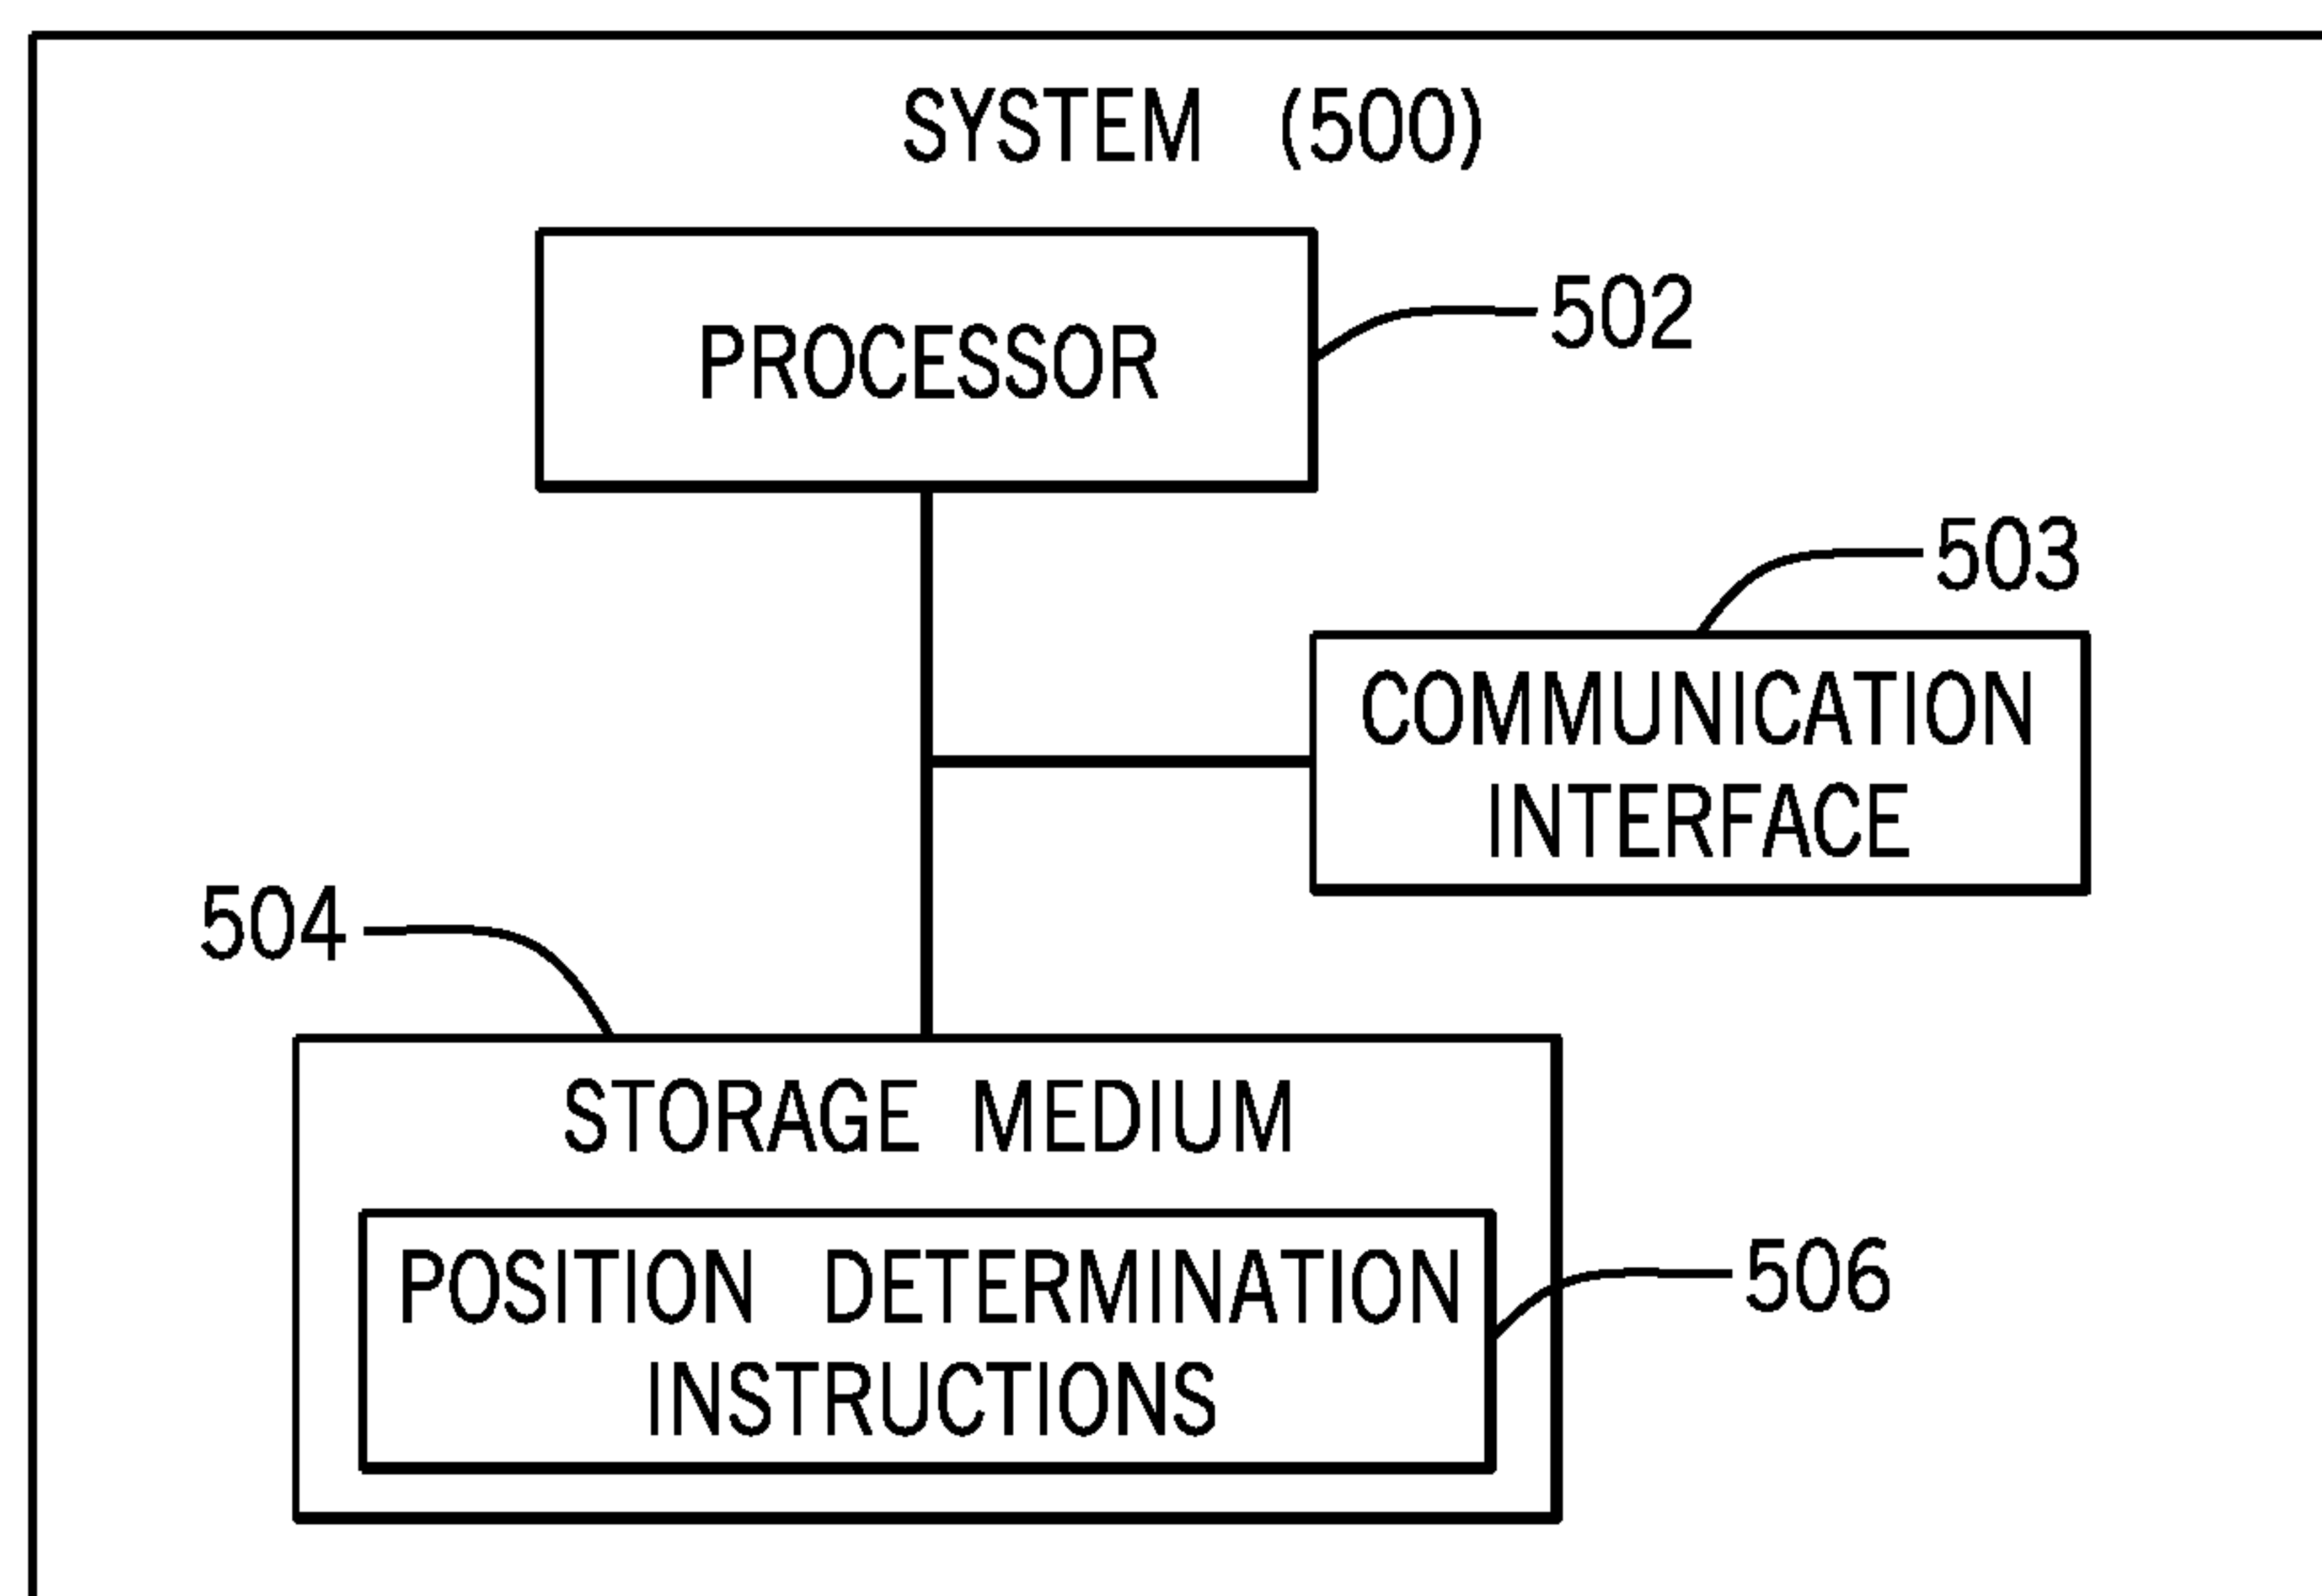 SYSTEM (500)
PROCESSOR
502
503
COMMUNICATION
INTERFACE
504
STORAGE MEDIUM
POSITION DETERMINATION
INSTRUCTIONS
506